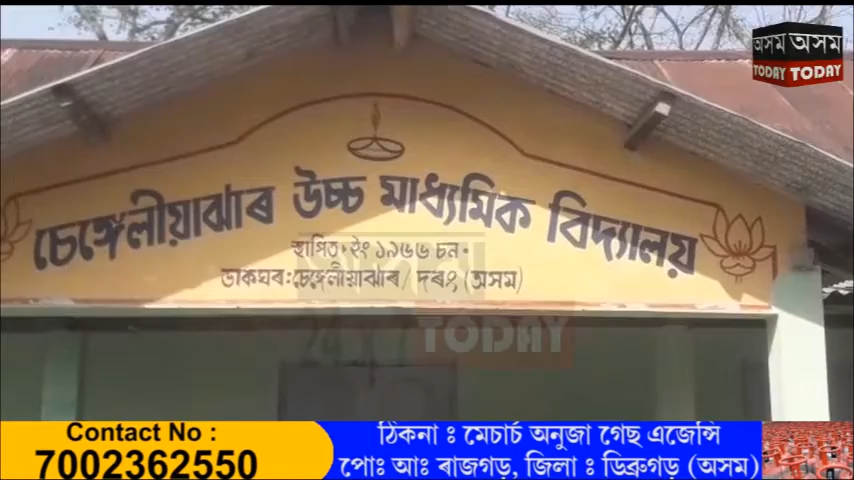 অসম অসম
TODAY TODAY
চেঙ্গেলীয়াঝাৰ উচ্চ মাধ্যমিক বিদ্যালয়
স্থাপিত-ইং ১৯৬৬ চন-
ডাকঘৰ:চেঙ্গেলীয়াঝাৰ/দৰং (অসম)
অসম
TODAY
Contact No :
7002362550
ঠিকনা : মেচাৰ্চ অনুজা গেছ এজেন্সি
পোঃ আঃ ৰাজগড়, জিলা : ডিব্ৰুগড় (অসম)